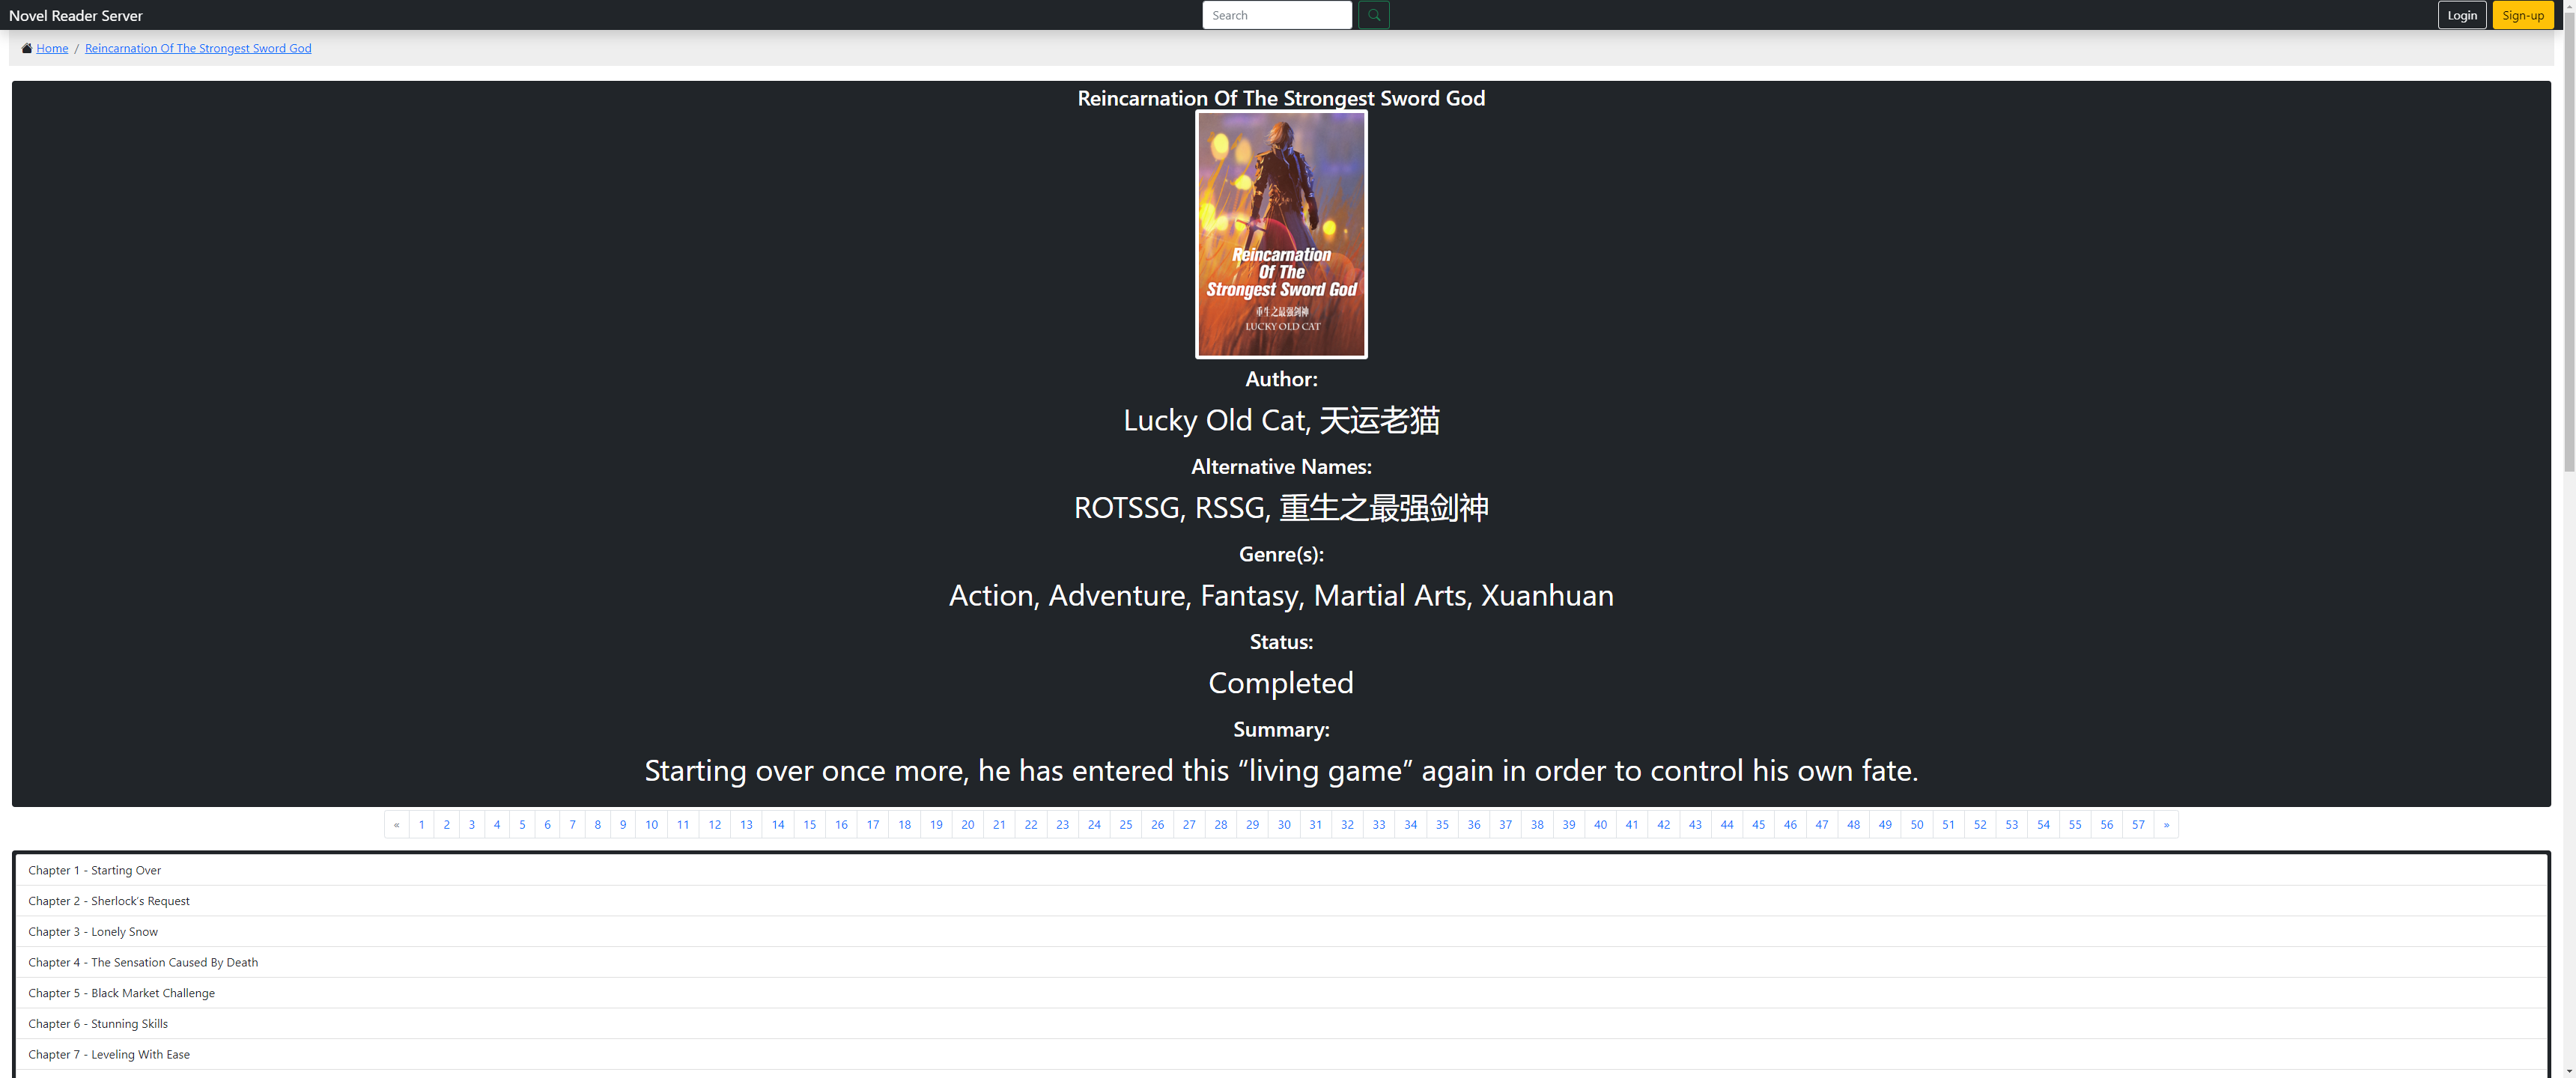 Novel Reader Server
Search
Login
Sign-up
Home / Reincarnation Of The Strongest Sword God
Reincarnation Of The Strongest Sword God
Reincarnation
Of The
Strongest Sword God
重生之最强剑神
LUCKY OLD CAT
Author:
Lucky Old Cat, 天运老猫
Alternative Names:
ROTSSG, RSSG, 重生之最强剑神
Genre(s):
Action, Adventure, Fantasy, Martial Arts, Xuanhuan
Status:
Completed
Summary:
Starting over once more, he has entered this “living game” again in order to control his own fate.
« 1 2 3 4 5 6 7 8 9 10 11 12 13 14 15 16 17 18 19 20 21 22 23 24 25 26 27 28 29 30 31 32 33 34 35 36 37 38 39 40 41 42 43 44 45 46 47 48 49 50 51 52 53 54 55 56 57 »
Chapter 1 - Starting Over
Chapter 2 - Sherlock’s Request
Chapter 3 - Lonely Snow
Chapter 4 - The Sensation Caused By Death
Chapter 5 - Black Market Challenge
Chapter 6 - Stunning Skills
Chapter 7 - Leveling With Ease